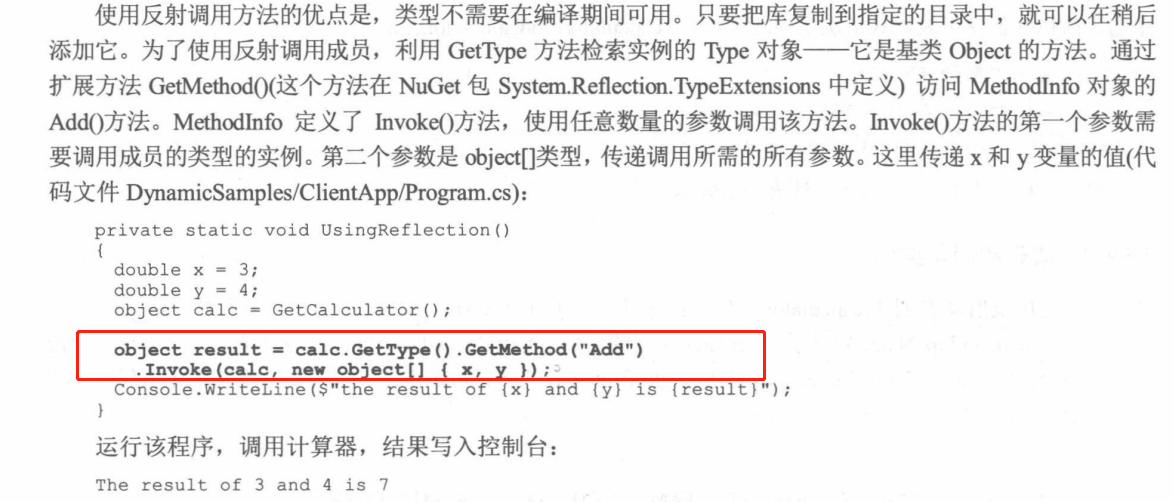 使用反射调用方法的优点是，类型不需要在编译期间可用。只要把库复制到指定的目录中，就可以在稍后
添加它。为了使用反射调用成员，利用 GetType 方法检索实例的 Type 对象——它是基类 Object 的方法。通过
扩展方法 GetMethod()(这个方法在 NuGet 包 System.Reflection.TypeExtensions 中定义) 访问 MethodInfo 对象的
Add()方法。MethodInfo 定义了 Invoke()方法，使用任意数量的参数调用该方法。Invoke()方法的第一个参数需
要调用成员的类型的实例。第二个参数是 object[]类型，传递调用所需的所有参数。这里传递 x 和 y 变量的值(代
码文件 DynamicSamples/ClientApp/Program.cs)：
private static void UsingReflection()
{
double x = 3;
double y = 4;
object calc = GetCalculator();
object result = calc.GetType().GetMethod("Add")
.Invoke(calc, new object[] { x, y });
Console.WriteLine($"the result of {x} and {y} is {result}");
}
运行该程序，调用计算器，结果写入控制台：
The result of 3 and 4 is 7